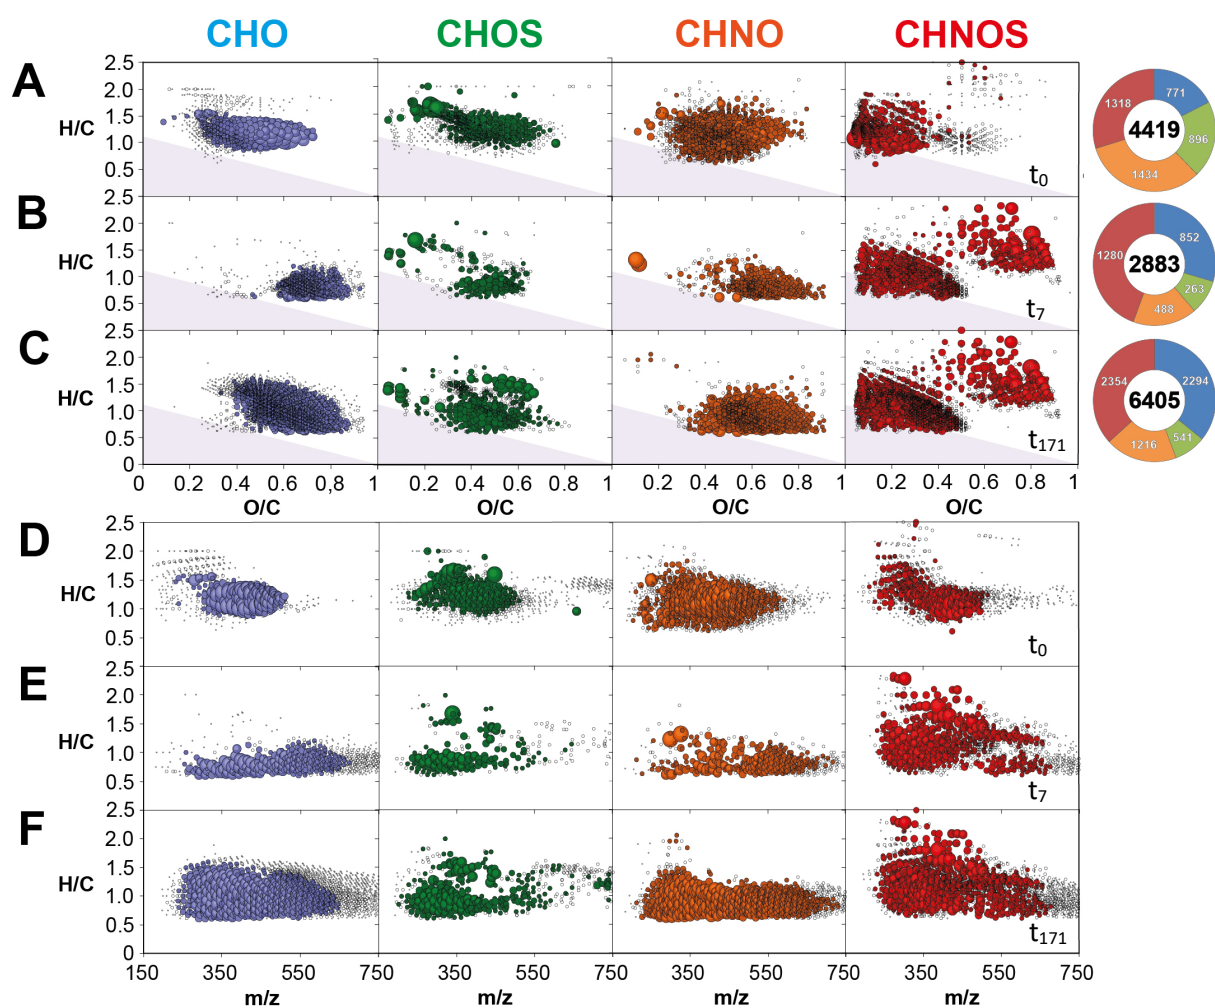 CHO CHOS CHNO CHNOS
A
2.5
2.0
H/C 1.5
1.0
0.5
t0
1318 771
4419
896
1434
B
2.5
2.0
1.5
H/C
1.0
0.5
t7
1280 852
2883
263
488
C
2.5
2.0
1.5
H/C
1.0
0.5
0
t171
2354 2294
6405
1216 541
0 0.2 0.4 0.6 0,8 1 0.2 0.4 0.6 0.8 1 0.2 0.4 0.6 0.8 1 0.2 0.4 0.6 0.8 1
O/C O/C O/C O/C
D
2.5
2.0
1.5
H/C
1.0
0.5
t0
E
2.5
2.0
1.5
H/C
1.0
0.5
t7
F
2.5
2.0
1.5
H/C
1.0
0.5
0
t171
150 350 550 750 350 550 750 350 550 750 350 550 750
m/z m/z m/z m/z